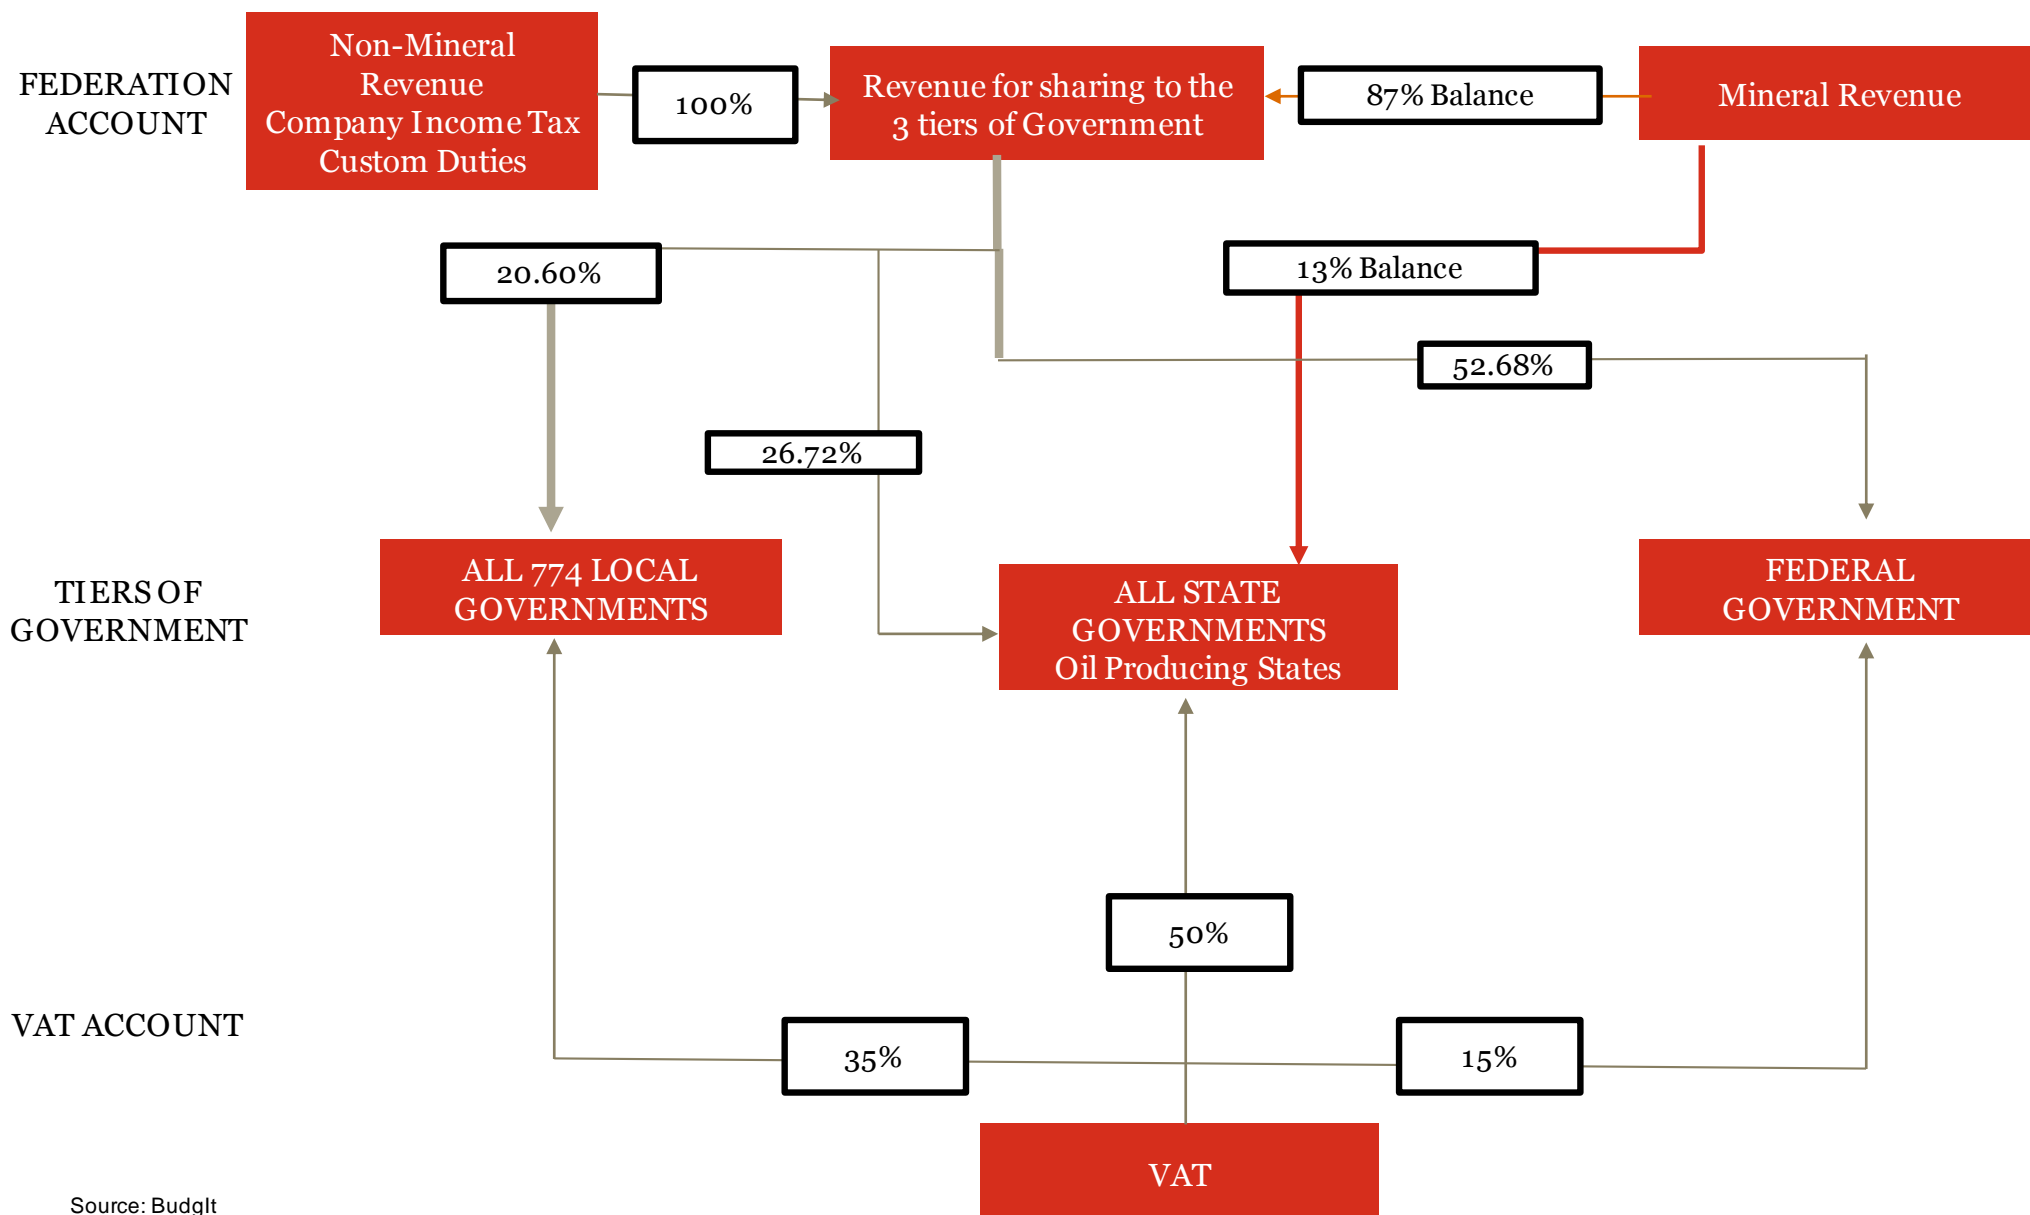 FEDERATION
ACCOUNT
Non-Mineral
Revenue
Company Income Tax
Custom Duties
100%
Revenue for sharing to the
3 tiers of Government
87% Balance
Mineral Revenue
20.60%
13% Balance
52.68%
26.72%
TIERS OF
GOVERNMENT
ALL 774 LOCAL
GOVERNMENTS
ALL STATE
GOVERNMENTS
Oil Producing States
FEDERAL
GOVERNMENT
50%
VAT ACCOUNT
35%
15%
VAT
Source: BudgIt